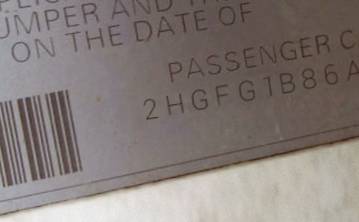 UMPER AND
ON THE DATE OF
PASSENGER C
2HGFG1B86A